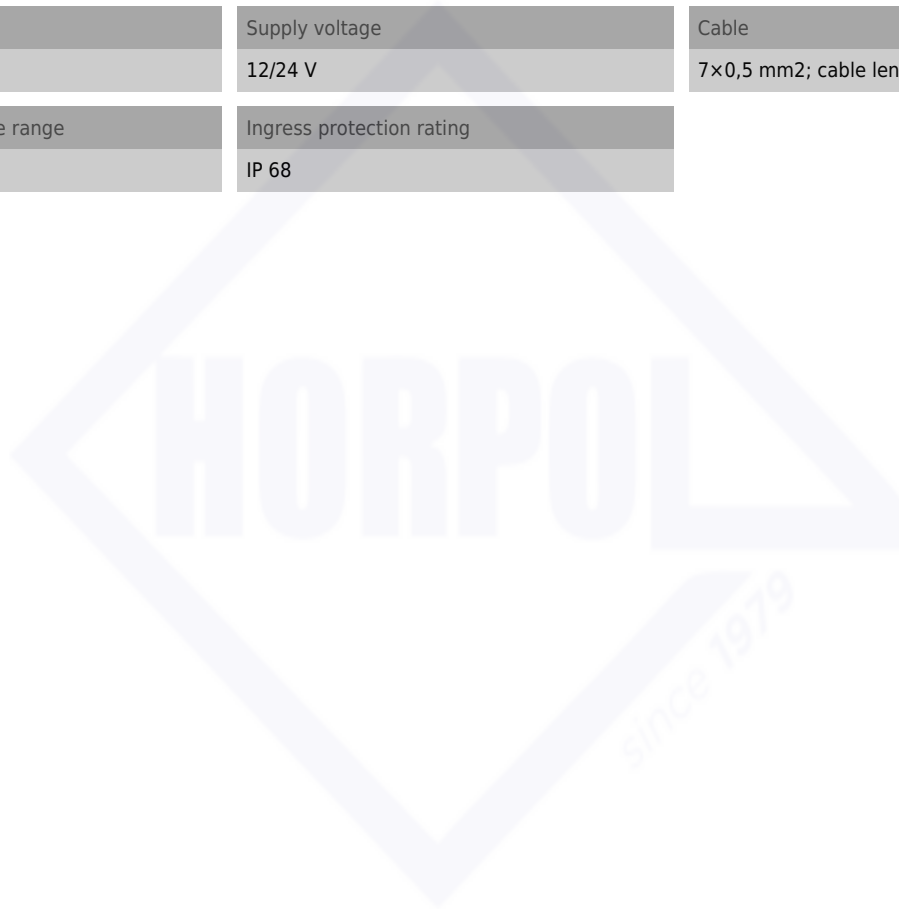 Supply voltage
Cable
12/24 V
7×0,5 mm2; cable len
e range
Ingress protection rating
IP 68
HORPOL
since 1979